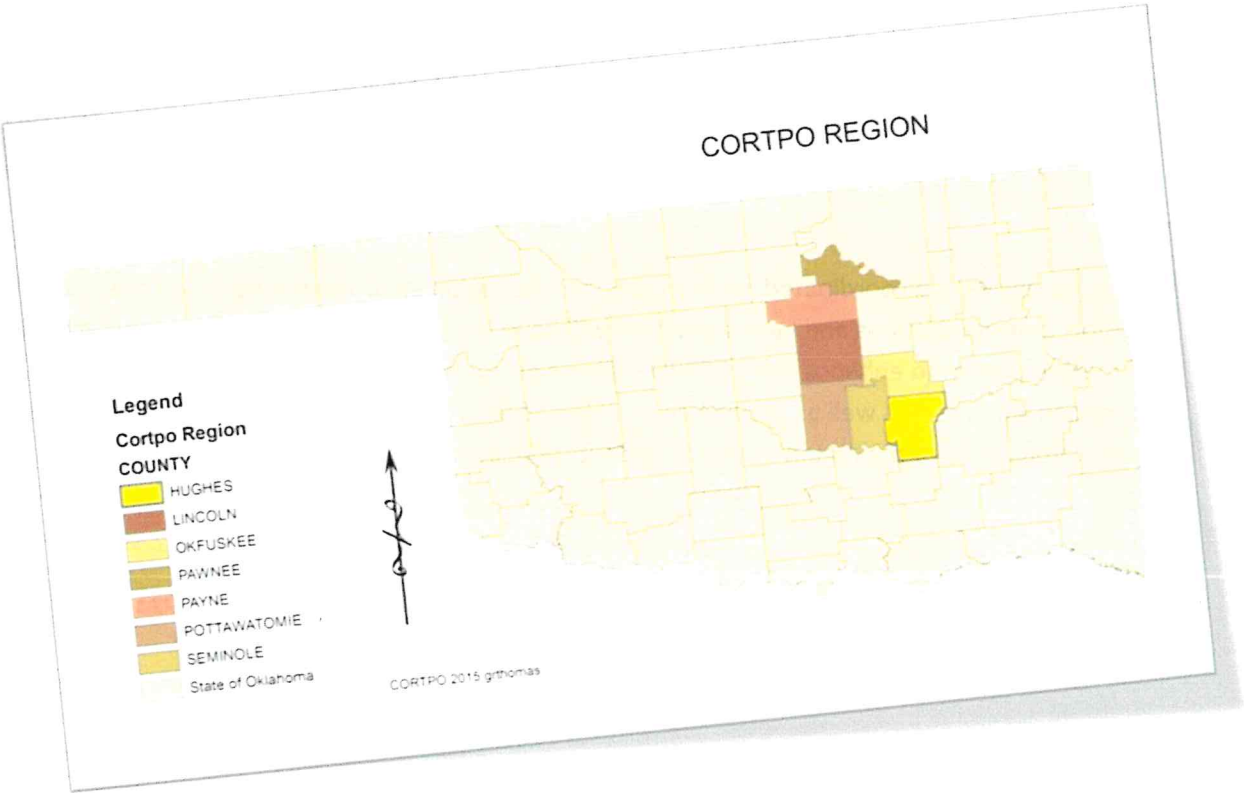 CORTPO REGION
Legend
Cortpo Region
COUNTY
HUGHES
LINCOLN
OKFUSKEE
PAWNEE
PAYNE
POTTAWATOMIE
SEMINOLE
State of Oklahoma
CORTPO 2015 grthomas